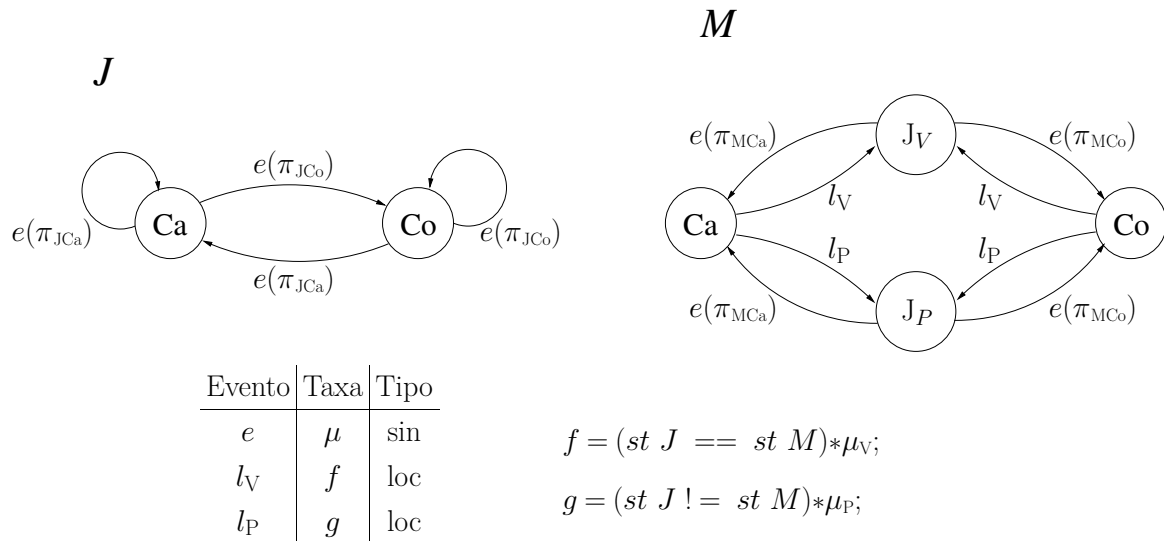 M
J
e(π_MCa) J_V e(π_MCo)
e(π_JCo)
l_V l_V
Ca Co Ca Co
e(π_JCa) e(π_JCo)
l_P l_P
e(π_JCa)
e(π_MCa) J_P e(π_MCo)
Evento Taxa Tipo
e μ sin
l_V f loc
l_P g loc
f = (st J == st M)*μ_V;
g = (st J != st M)*μ_P;